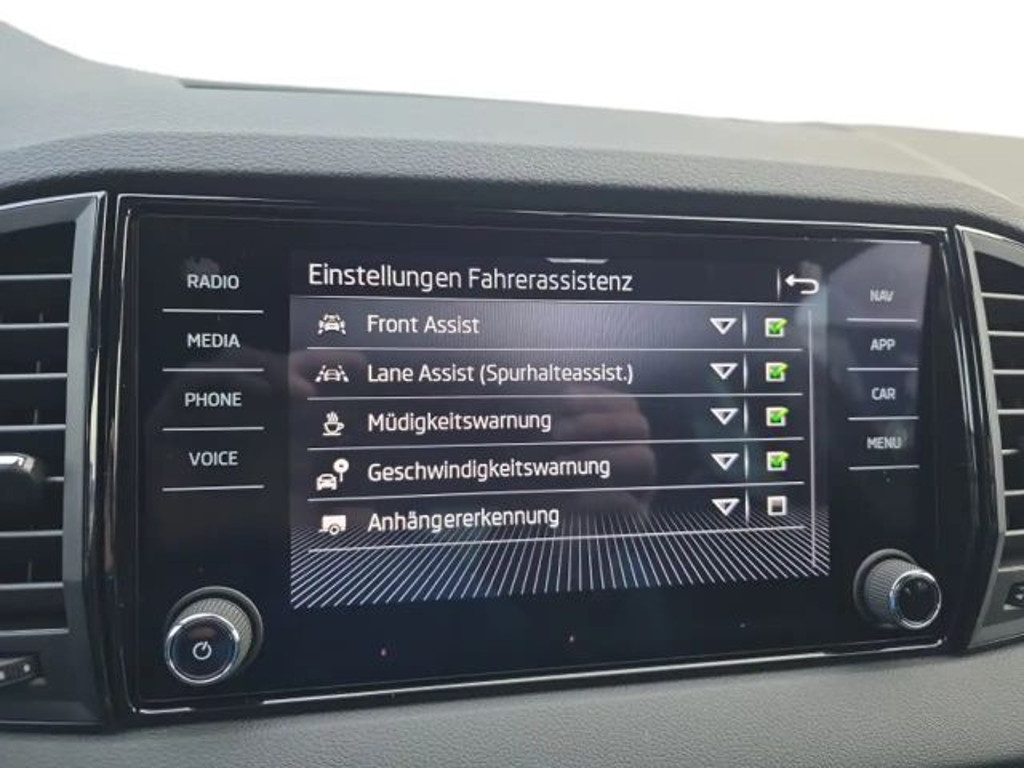 RADIO
MEDIA
PHONE
VOICE
Einstellungen Fahrerassistenz
Front Assist
Lane Assist (Spurhalteassist.)
Müdigkeitswarnung
Geschwindigkeitswarnung
Anhängererkennung
NAV
APP
CAR
MENU